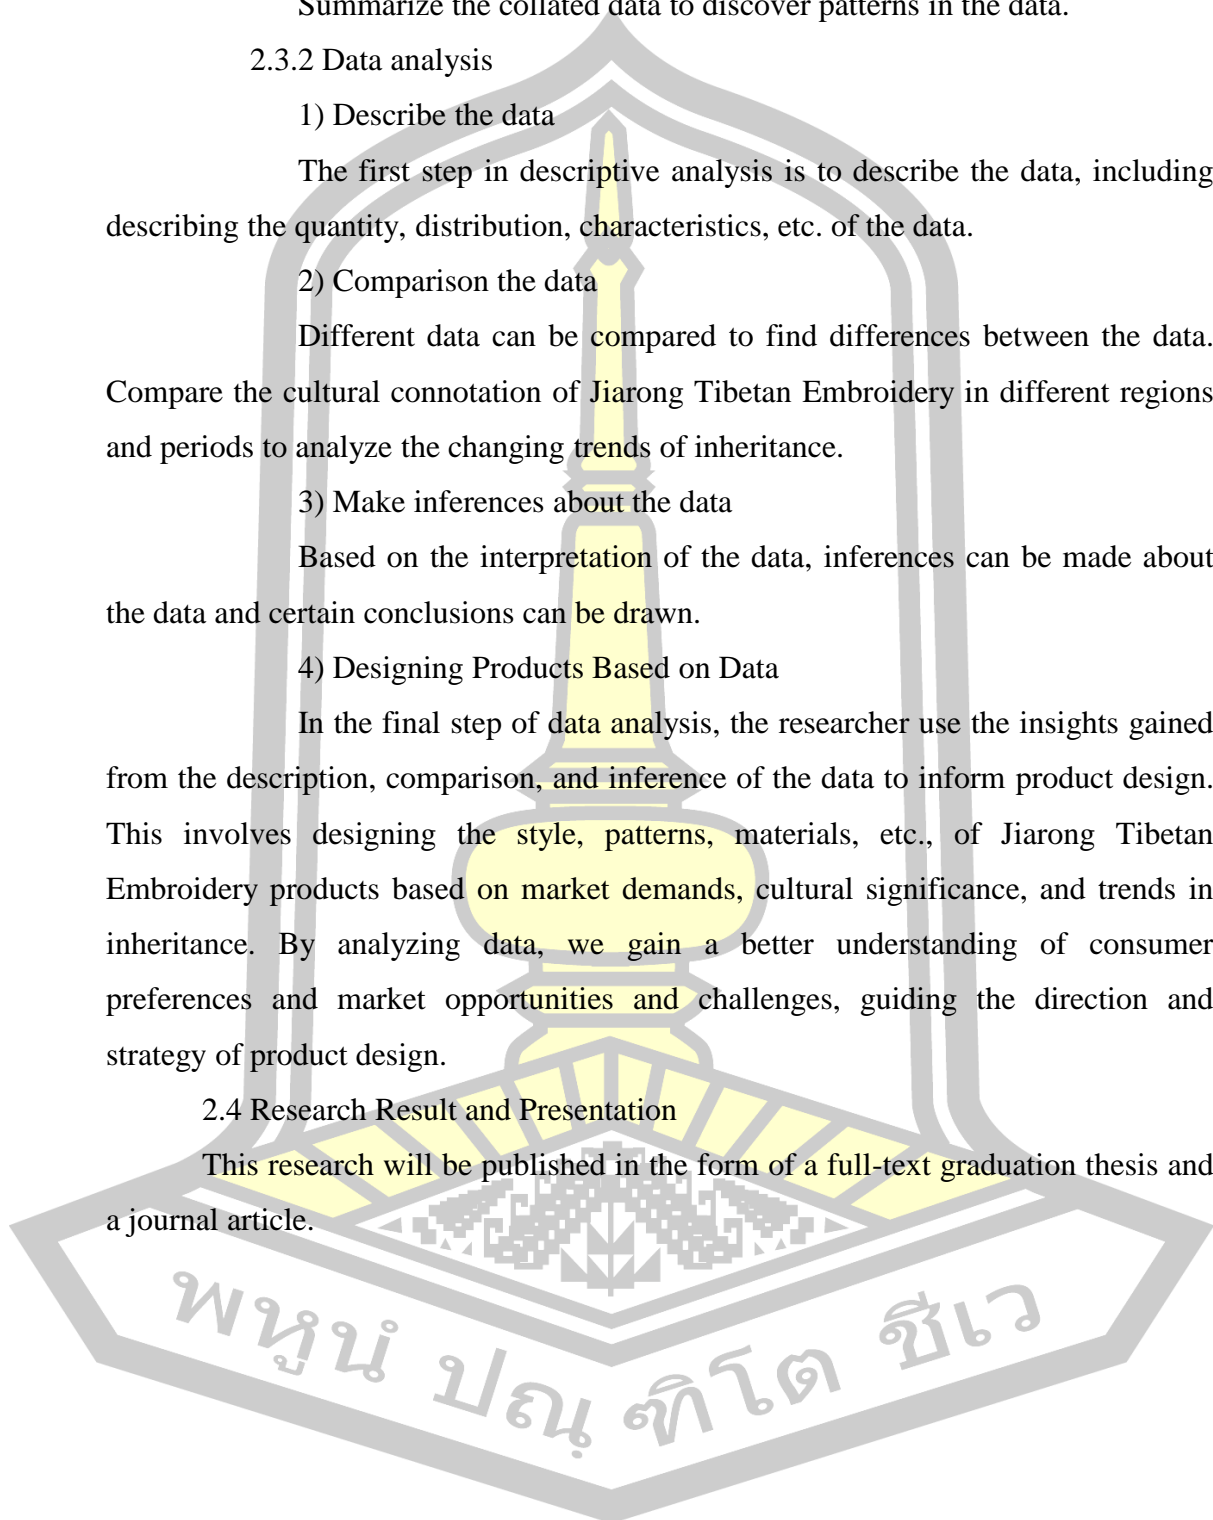 Summarize the collated data to discover patterns in the data.
2.3.2 Data analysis
1) Describe the data
The first step in descriptive analysis is to describe the data, including
describing the quantity, distribution, characteristics, etc. of the data.
2) Comparison the data
Different data can be compared to find differences between the data.
Compare the cultural connotation of Jiarong Tibetan Embroidery in different regions
and periods to analyze the changing trends of inheritance.
3) Make inferences about the data
Based on the interpretation of the data, inferences can be made about
the data and certain conclusions can be drawn.
4) Designing Products Based on Data
In the final step of data analysis, the researcher use the insights gained
from the description, comparison, and inference of the data to inform product design.
This involves designing the style, patterns, materials, etc., of Jiarong Tibetan
Embroidery products based on market demands, cultural significance, and trends in
inheritance. By analyzing data, we gain a better understanding of consumer
preferences and market opportunities and challenges, guiding the direction and
strategy of product design.
2.4 Research Result and Presentation
This research will be published in the form of a full-text graduation thesis and
a journal article.
พหูนํ ปณฺฑิโต ชีเว